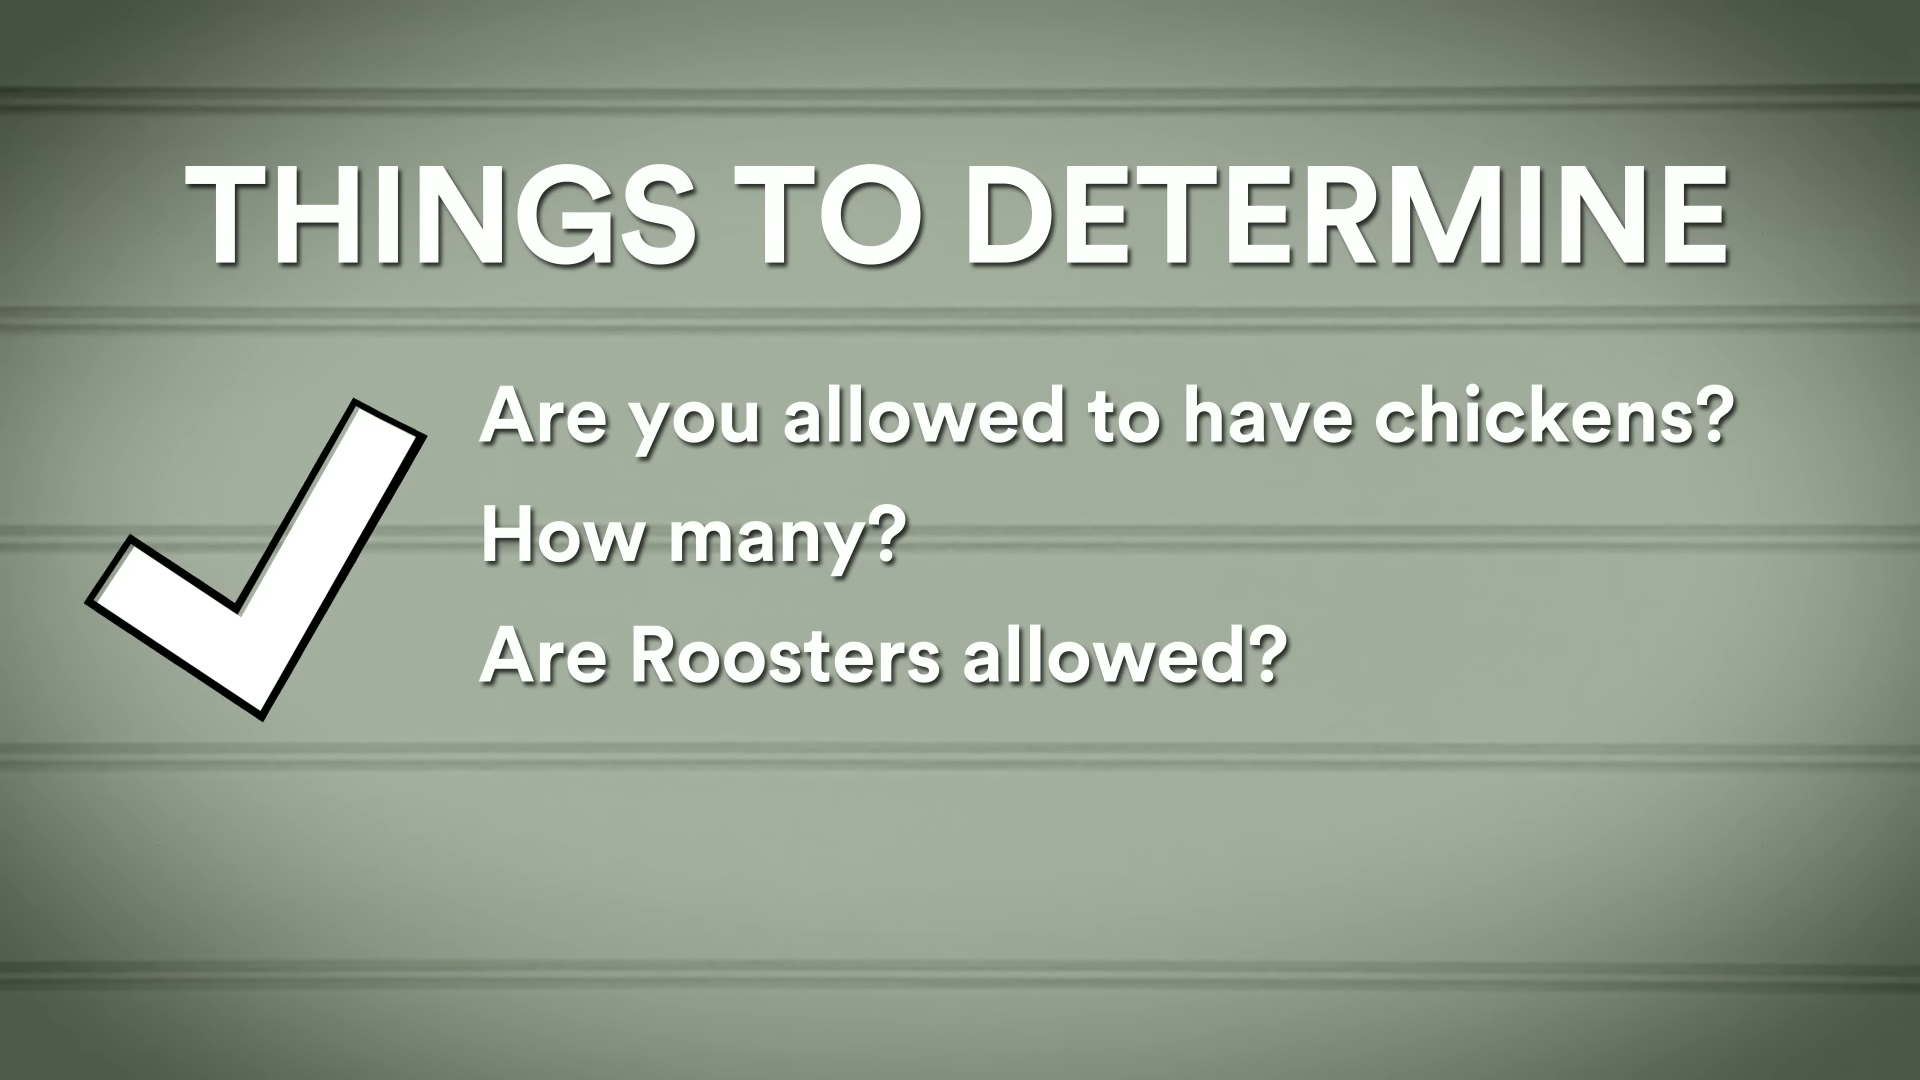 THINGS TO DETERMINE
Are you allowed to have chickens?
How many?
Are Roosters allowed?